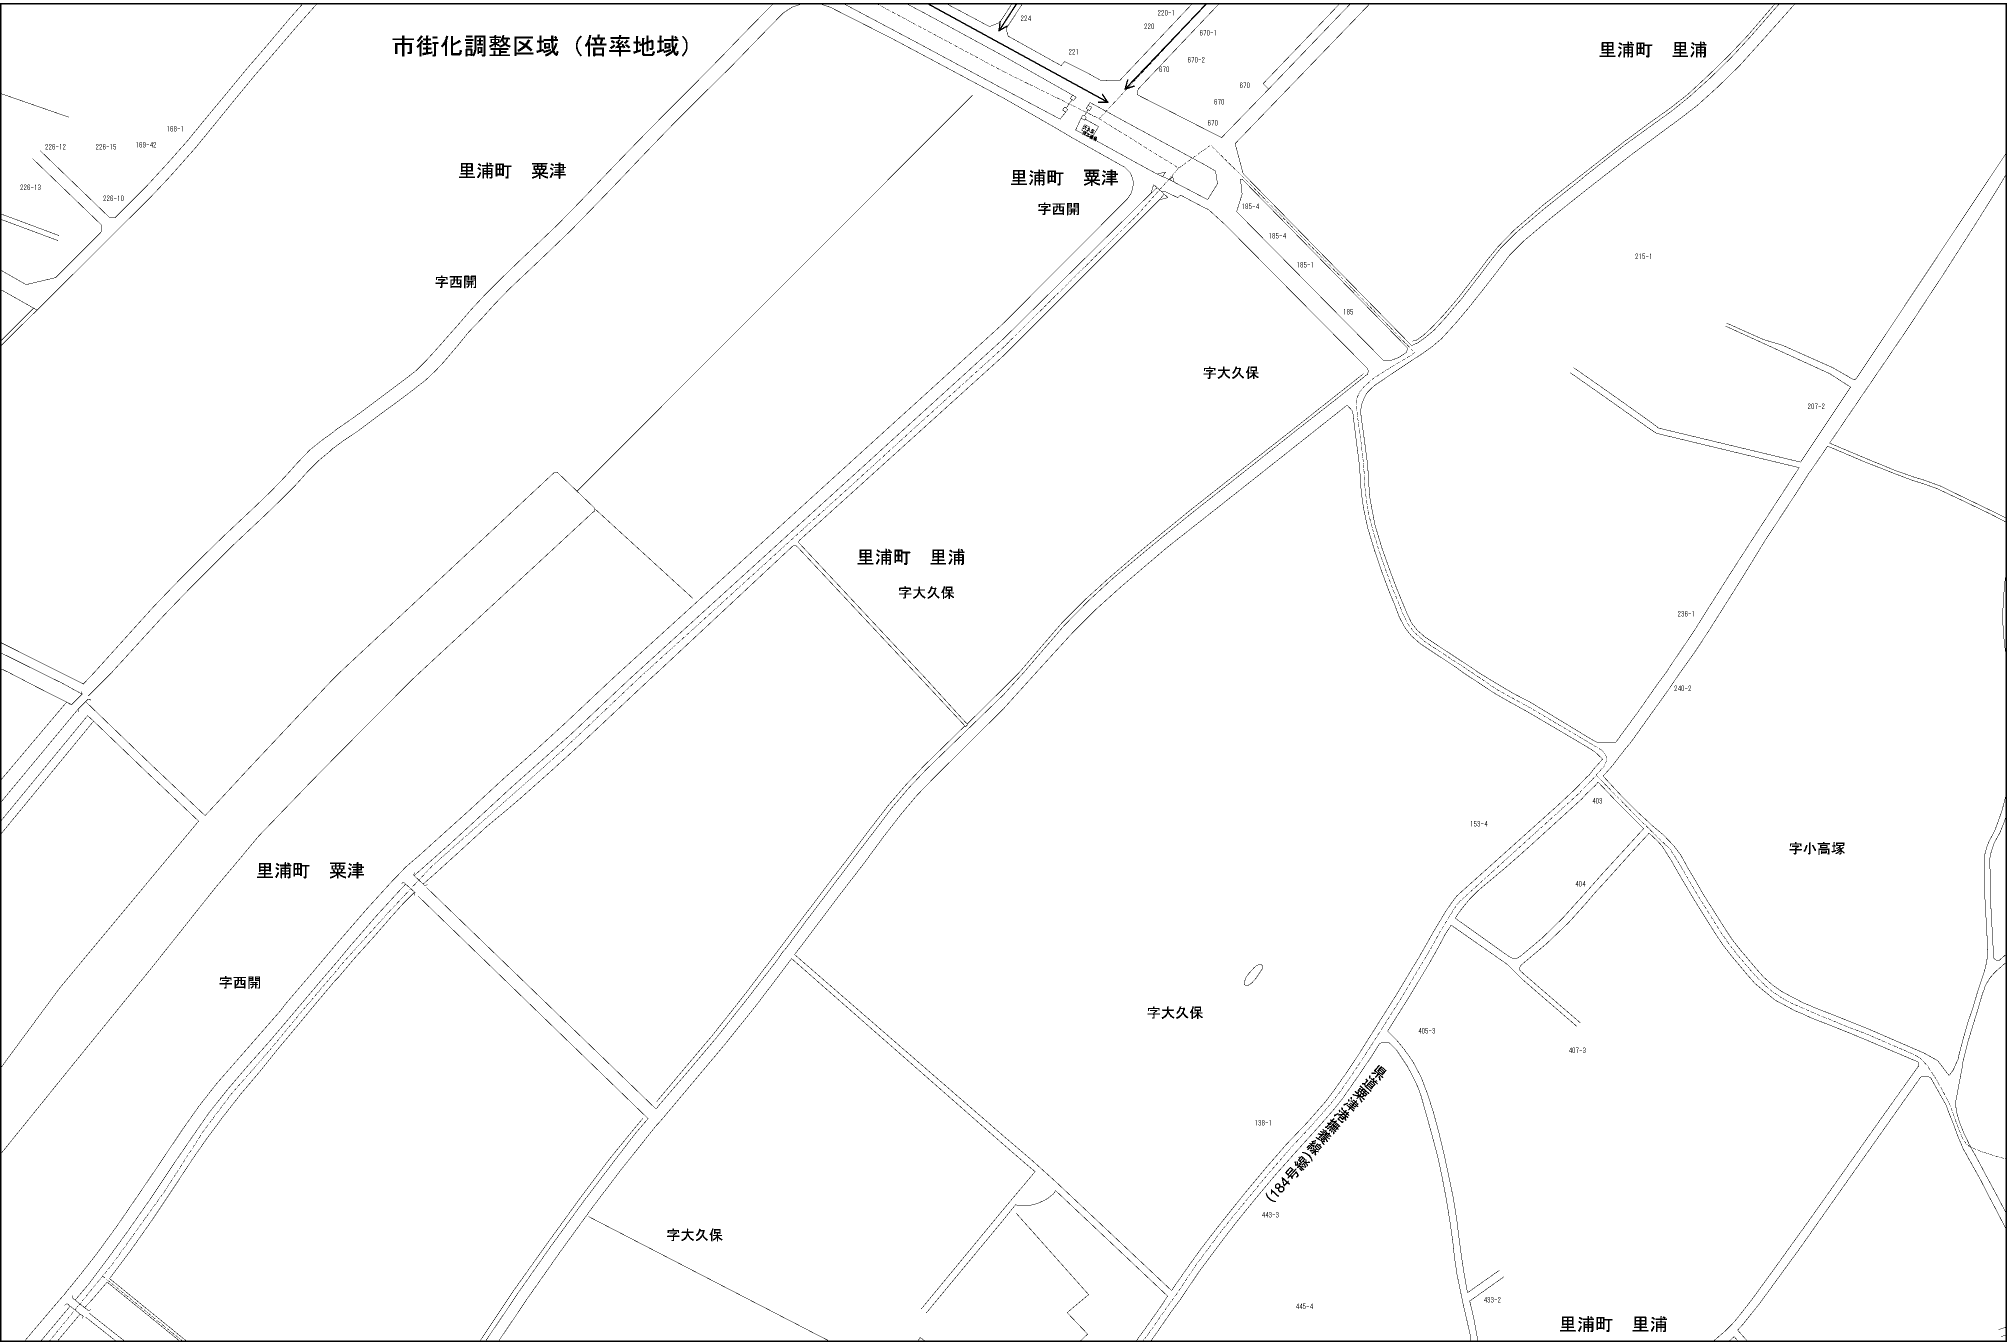 市街化調整区域（倍率地域）
224
220-1
220
221
670-1
670-2
670
670
670
670
里浦町　里浦
168-1
169-42
226-12
226-15
226-13
226-10
里浦町　粟津
字西開
里浦町　粟津
字西開
185-4
185-4
185-1
185
215-1
字大久保
207-2
里浦町　里浦
字大久保
236-1
240-2
403
153-4
字小高塚
404
里浦町　粟津
字西開
字大久保
405-3
407-3
県道粟津港撫養線
(184号線)
138-1
443-3
字大久保
445-4
433-2
里浦町　里浦